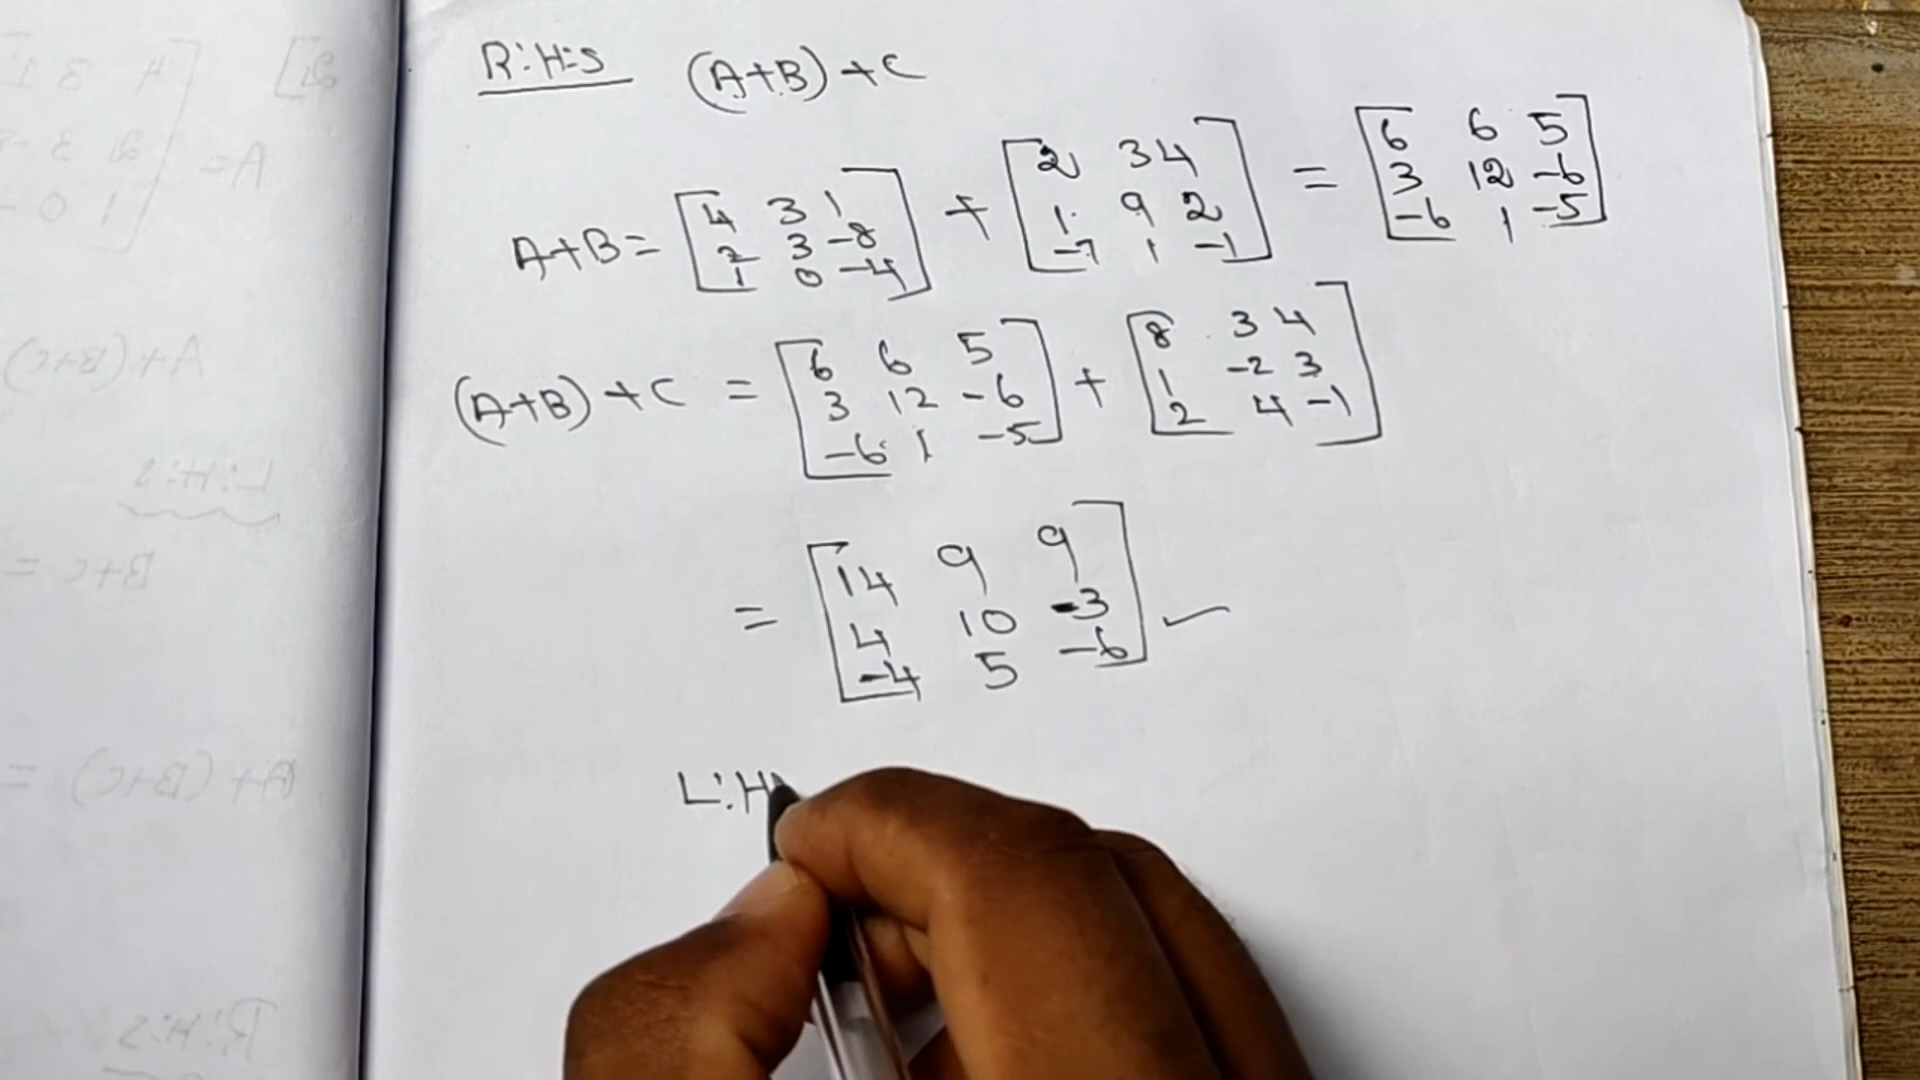 R.H.S (A+B)+C
A+B = [4 3 1 + [2 3 4 = [6 6 5
2 3 -8 1 9 2 3 12 -6
1 0 -4] -7 1 -1] -6 1 -5]
(A+B)+C = [6 6 5 + [8 3 4
3 12 -6 1 -2 3
-6 1 -5] 2 4 -1]
= [14 9 9
4 10 -3
-4 5 -6] ✓
L.H